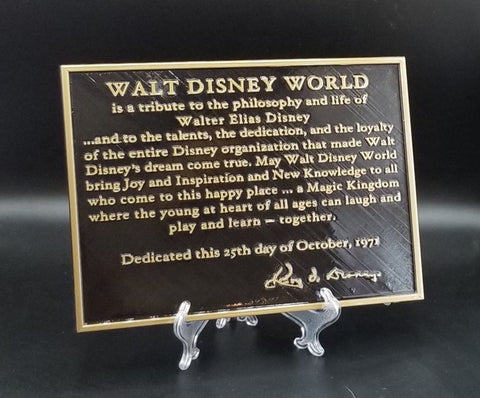 WALT DISNEY WORLD
is a tribute to the philosophy and life of
Walter Elias Disney
...and to the talents, the dedication, and the loyalty
of the entire Disney organization that made Walt
Disney's dream come true. May Walt Disney World
bring Joy and Inspiration and New Knowledge to all
who come to this happy place ... a Magic Kingdom
where the young at heart of all ages can laugh and
play and learn — together.
Dedicated this 25th day of October, 1971
Roy O. Disney